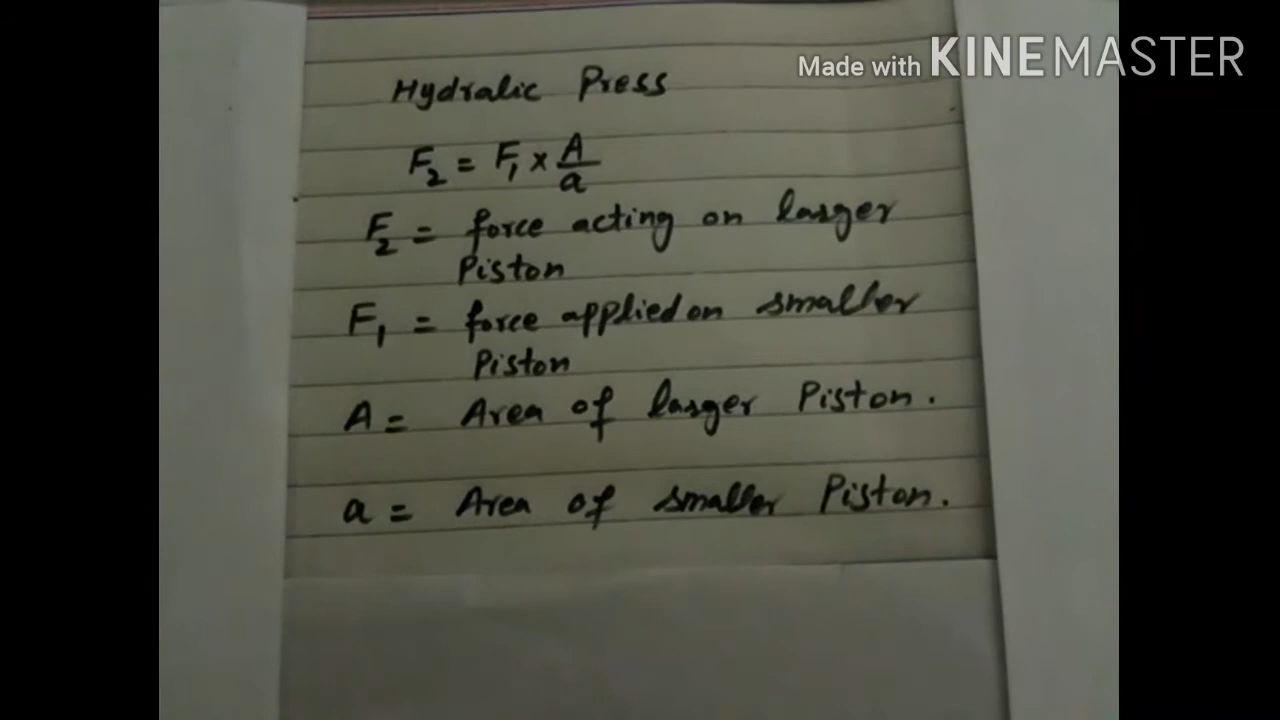 Made with KINEMASTER
Hydralic Press
F₂ = F₁ × A/a
F₂ = force acting on larger
Piston
F₁ = force applied on smaller
Piston
A = Area of larger Piston.
a = Area of smaller Piston.